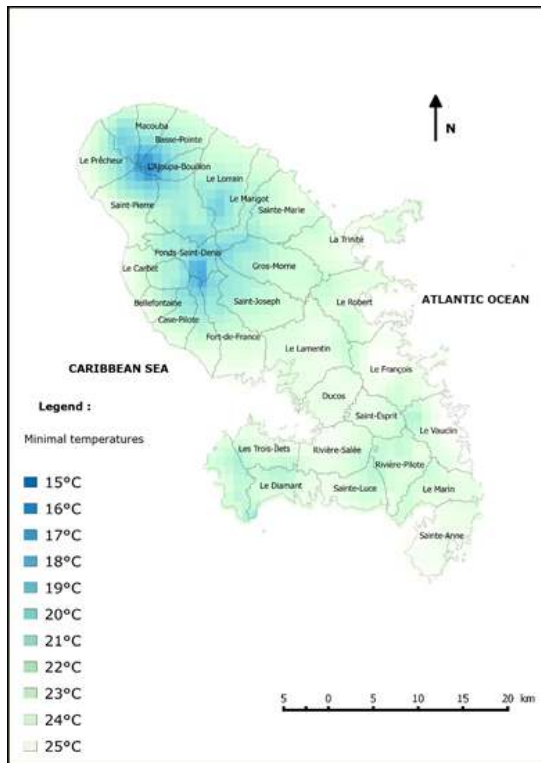 N
Macouba
Basse-Pointe
Le Prêcheur
L'Ajoupa-Bouillon
Le Lorrain
Saint-Pierre
Le Marigot
Sainte-Marie
La Trinité
Fonds-Saint-Denis
Le Carbet
Gros-Morne
Bellefontaine
Saint-Joseph
Le Robert
ATLANTIC OCEAN
Case-Pilote
Fort-de-France
Le Lamentin
CARIBBEAN SEA
Le François
Ducos
Legend :
Saint-Esprit
Le Vauclin
Minimal temperatures
Les Trois-Ilets
Rivière-Salée
Rivière-Pilote
Le Diamant
Sainte-Luce
Le Marin
Sainte-Anne
15°C
16°C
17°C
18°C
19°C
20°C
21°C
22°C
23°C
24°C
25°C
5 0 5 10 15 20 km